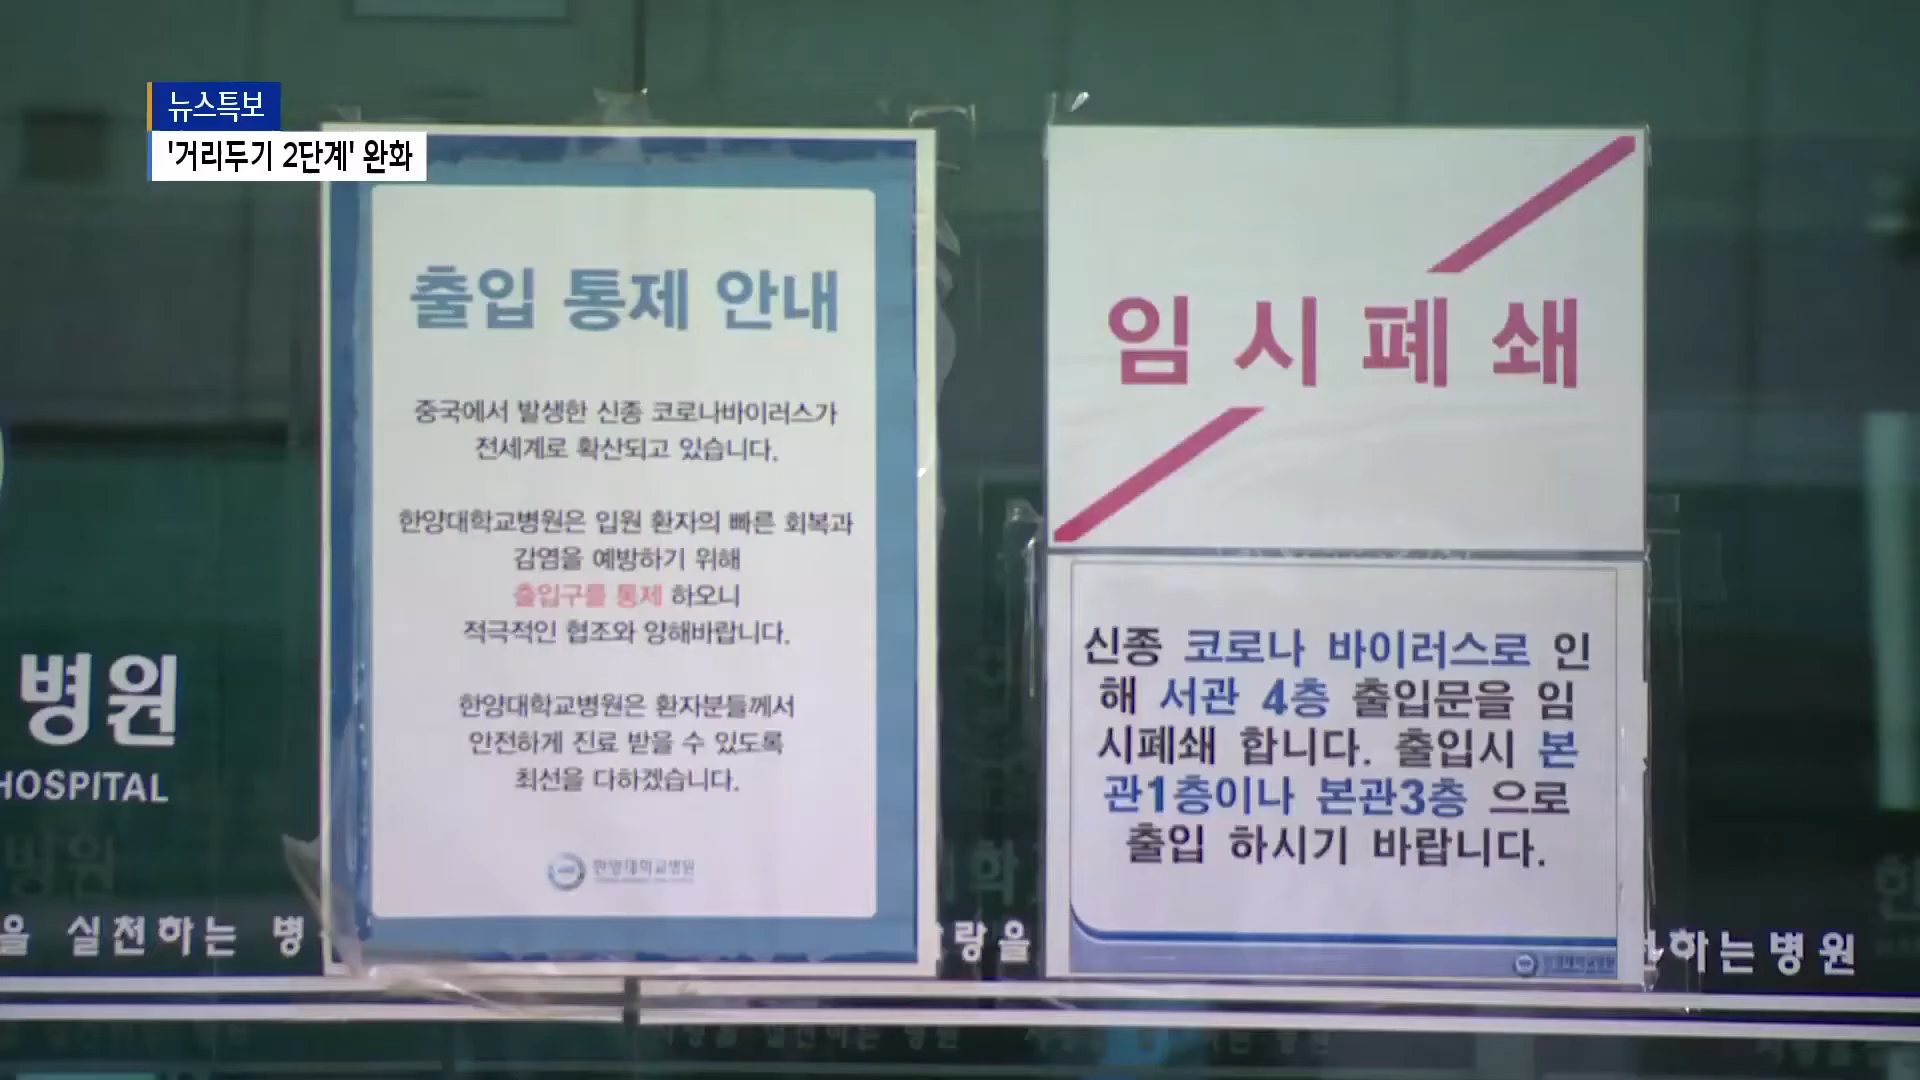 뉴스특보
'거리두기 2단계' 완화
출입 통제 안내
중국에서 발생한 신종 코로나바이러스가
전세계로 확산되고 있습니다.
한양대학교병원은 입원 환자의 빠른 회복과
감염을 예방하기 위해
출입구를 통제 하오니
적극적인 협조와 양해바랍니다.
한양대학교병원은 환자분들께서
안전하게 진료 받을 수 있도록
최선을 다하겠습니다.
한양대학교병원
임시폐쇄
신종 코로나 바이러스로 인
해 서관 4층 출입문을 임
시폐쇄 합니다. 출입시 본
관1층이나 본관3층 으로
출입 하시기 바랍니다.
한양대학교병원
병원
HOSPITAL
을 실천하는 병
랑을
하는병원